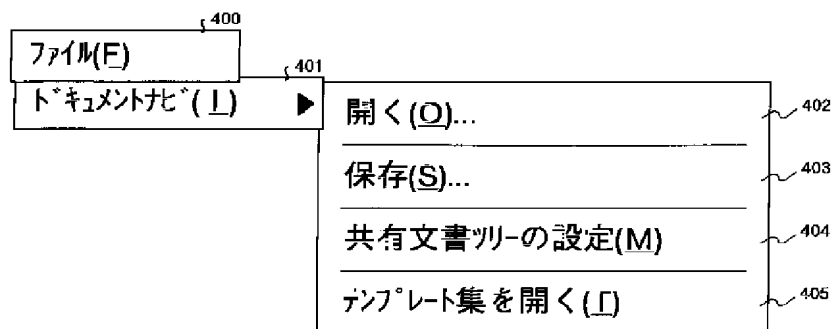 400
ファイル(F)
401
ドキュメントナビ(I)
開く(O)...
402
保存(S)...
403
共有文書ツリーの設定(M)
404
テンプレート集を開く(T)
405